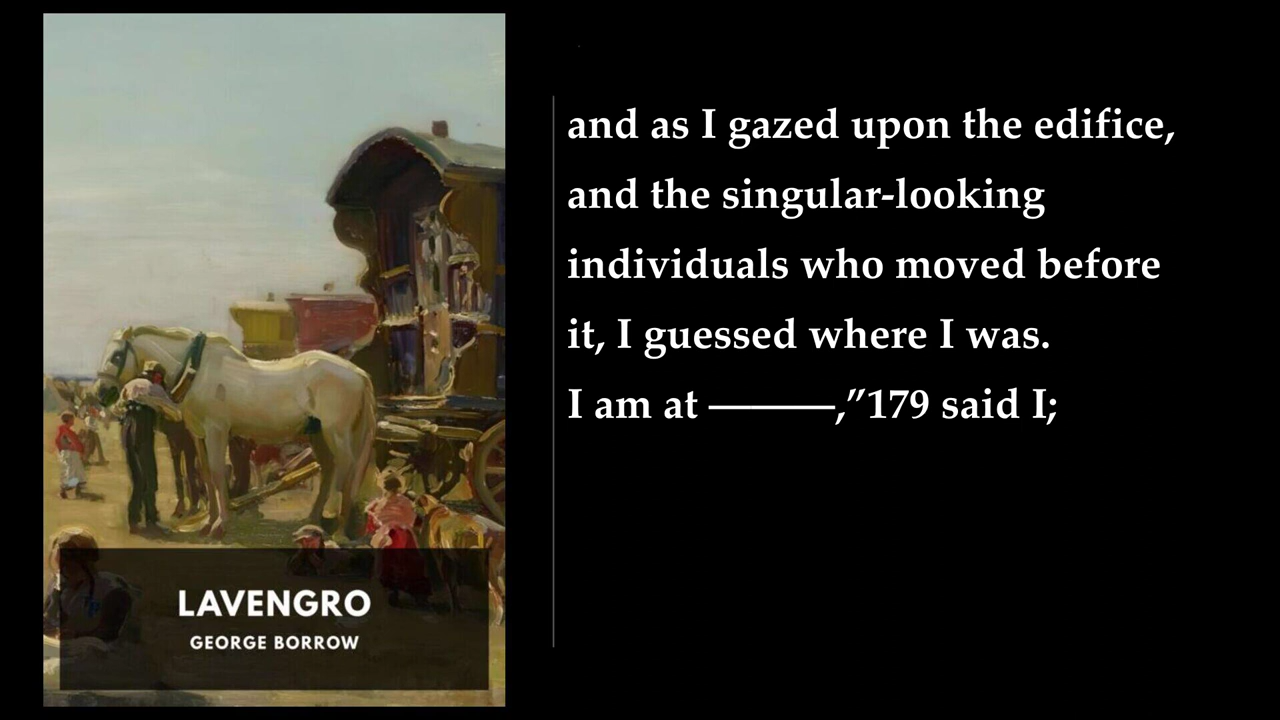 and as I gazed upon the edifice,
and the singular-looking
individuals who moved before
it, I guessed where I was.
I am at ———,”179 said I;
LAVENGRO
GEORGE BORROW